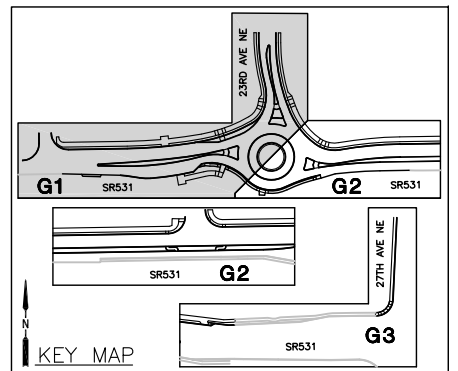 23RD AVE NE
G1
SR531
G2
SR531
G2
SR531
27TH AVE NE
G3
SR531
N
KEY MAP